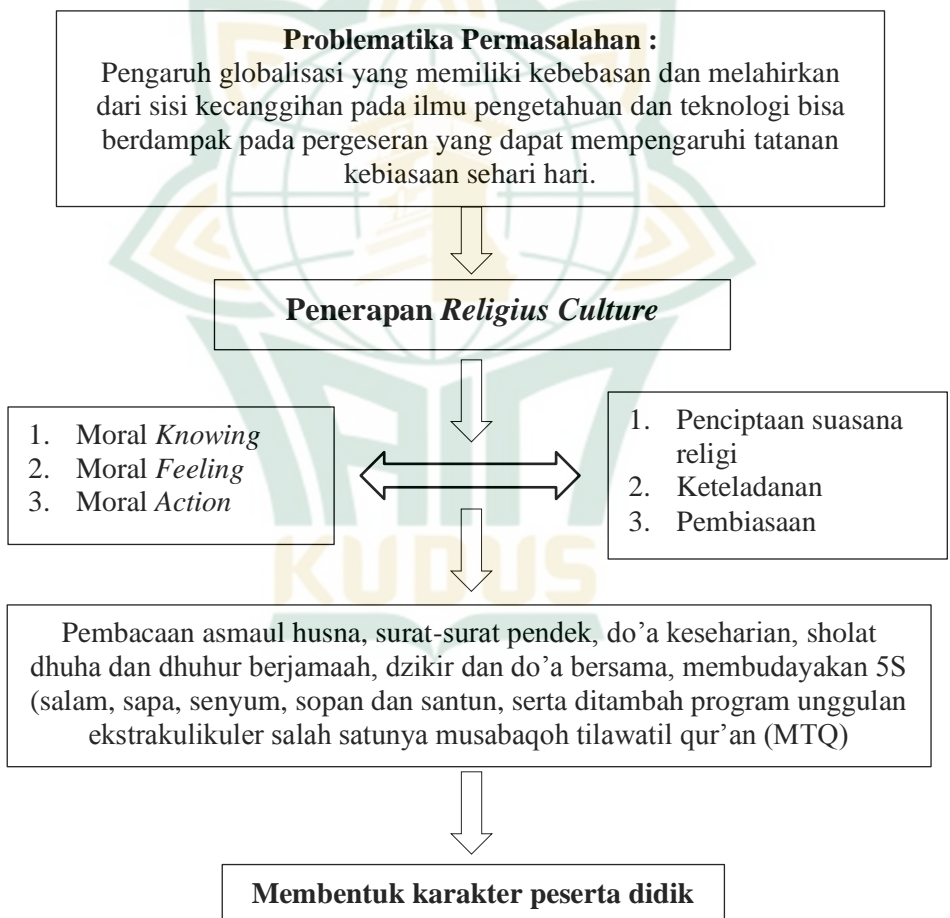 Problematika Permasalahan :
Pengaruh globalisasi yang memiliki kebebasan dan melahirkan
dari sisi kecanggihan pada ilmu pengetahuan dan teknologi bisa
berdampak pada pergeseran yang dapat mempengaruhi tatanan
kebiasaan sehari hari.
Penerapan Religius Culture
1. Moral Knowing
2. Moral Feeling
3. Moral Action
1. Penciptaan suasana
religi
2. Keteladanan
3. Pembiasaan
KUDUS
Pembacaan asmaul husna, surat-surat pendek, do’a keseharian, sholat
dhuha dan dhuhur berjamaah, dzikir dan do’a bersama, membudayakan 5S
(salam, sapa, senyum, sopan dan santun, serta ditambah program unggulan
ekstrakulikuler salah satunya musabaqoh tilawatil qur’an (MTQ)
Membentuk karakter peserta didik